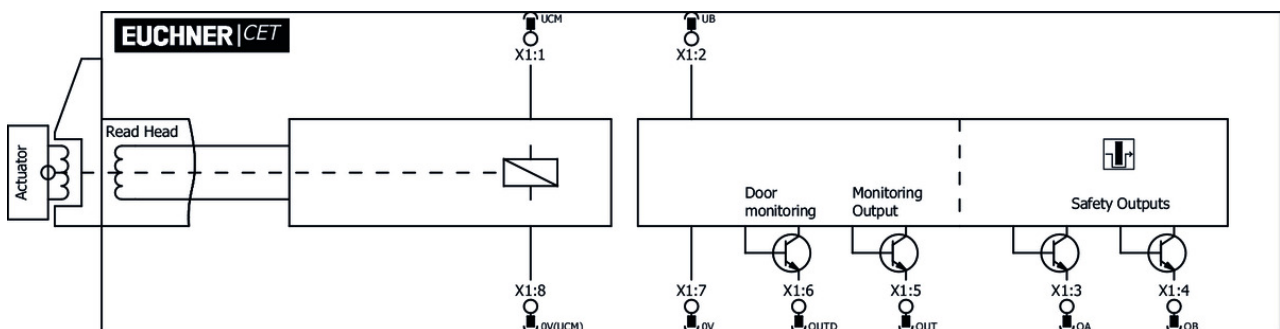 UCM
UB
EUCHNER|CET
X1:1
X1:2
Read Head
Actuator
Door
monitoring
Monitoring
Output
Safety Outputs
X1:8
X1:7
X1:6
X1:5
X1:3
X1:4
0V(UCM)
0V
OUTD
OUT
OA
OB